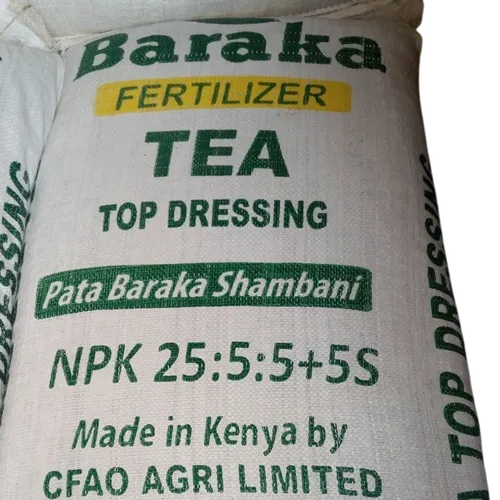 Baraka
FERTILIZER
TEA
TOP DRESSING
Pata Baraka Shambani
NPK 25:5:5+5S
Made in Kenya by
CFAO AGRI LIMITED
DRESSING
A TOP DRESSING